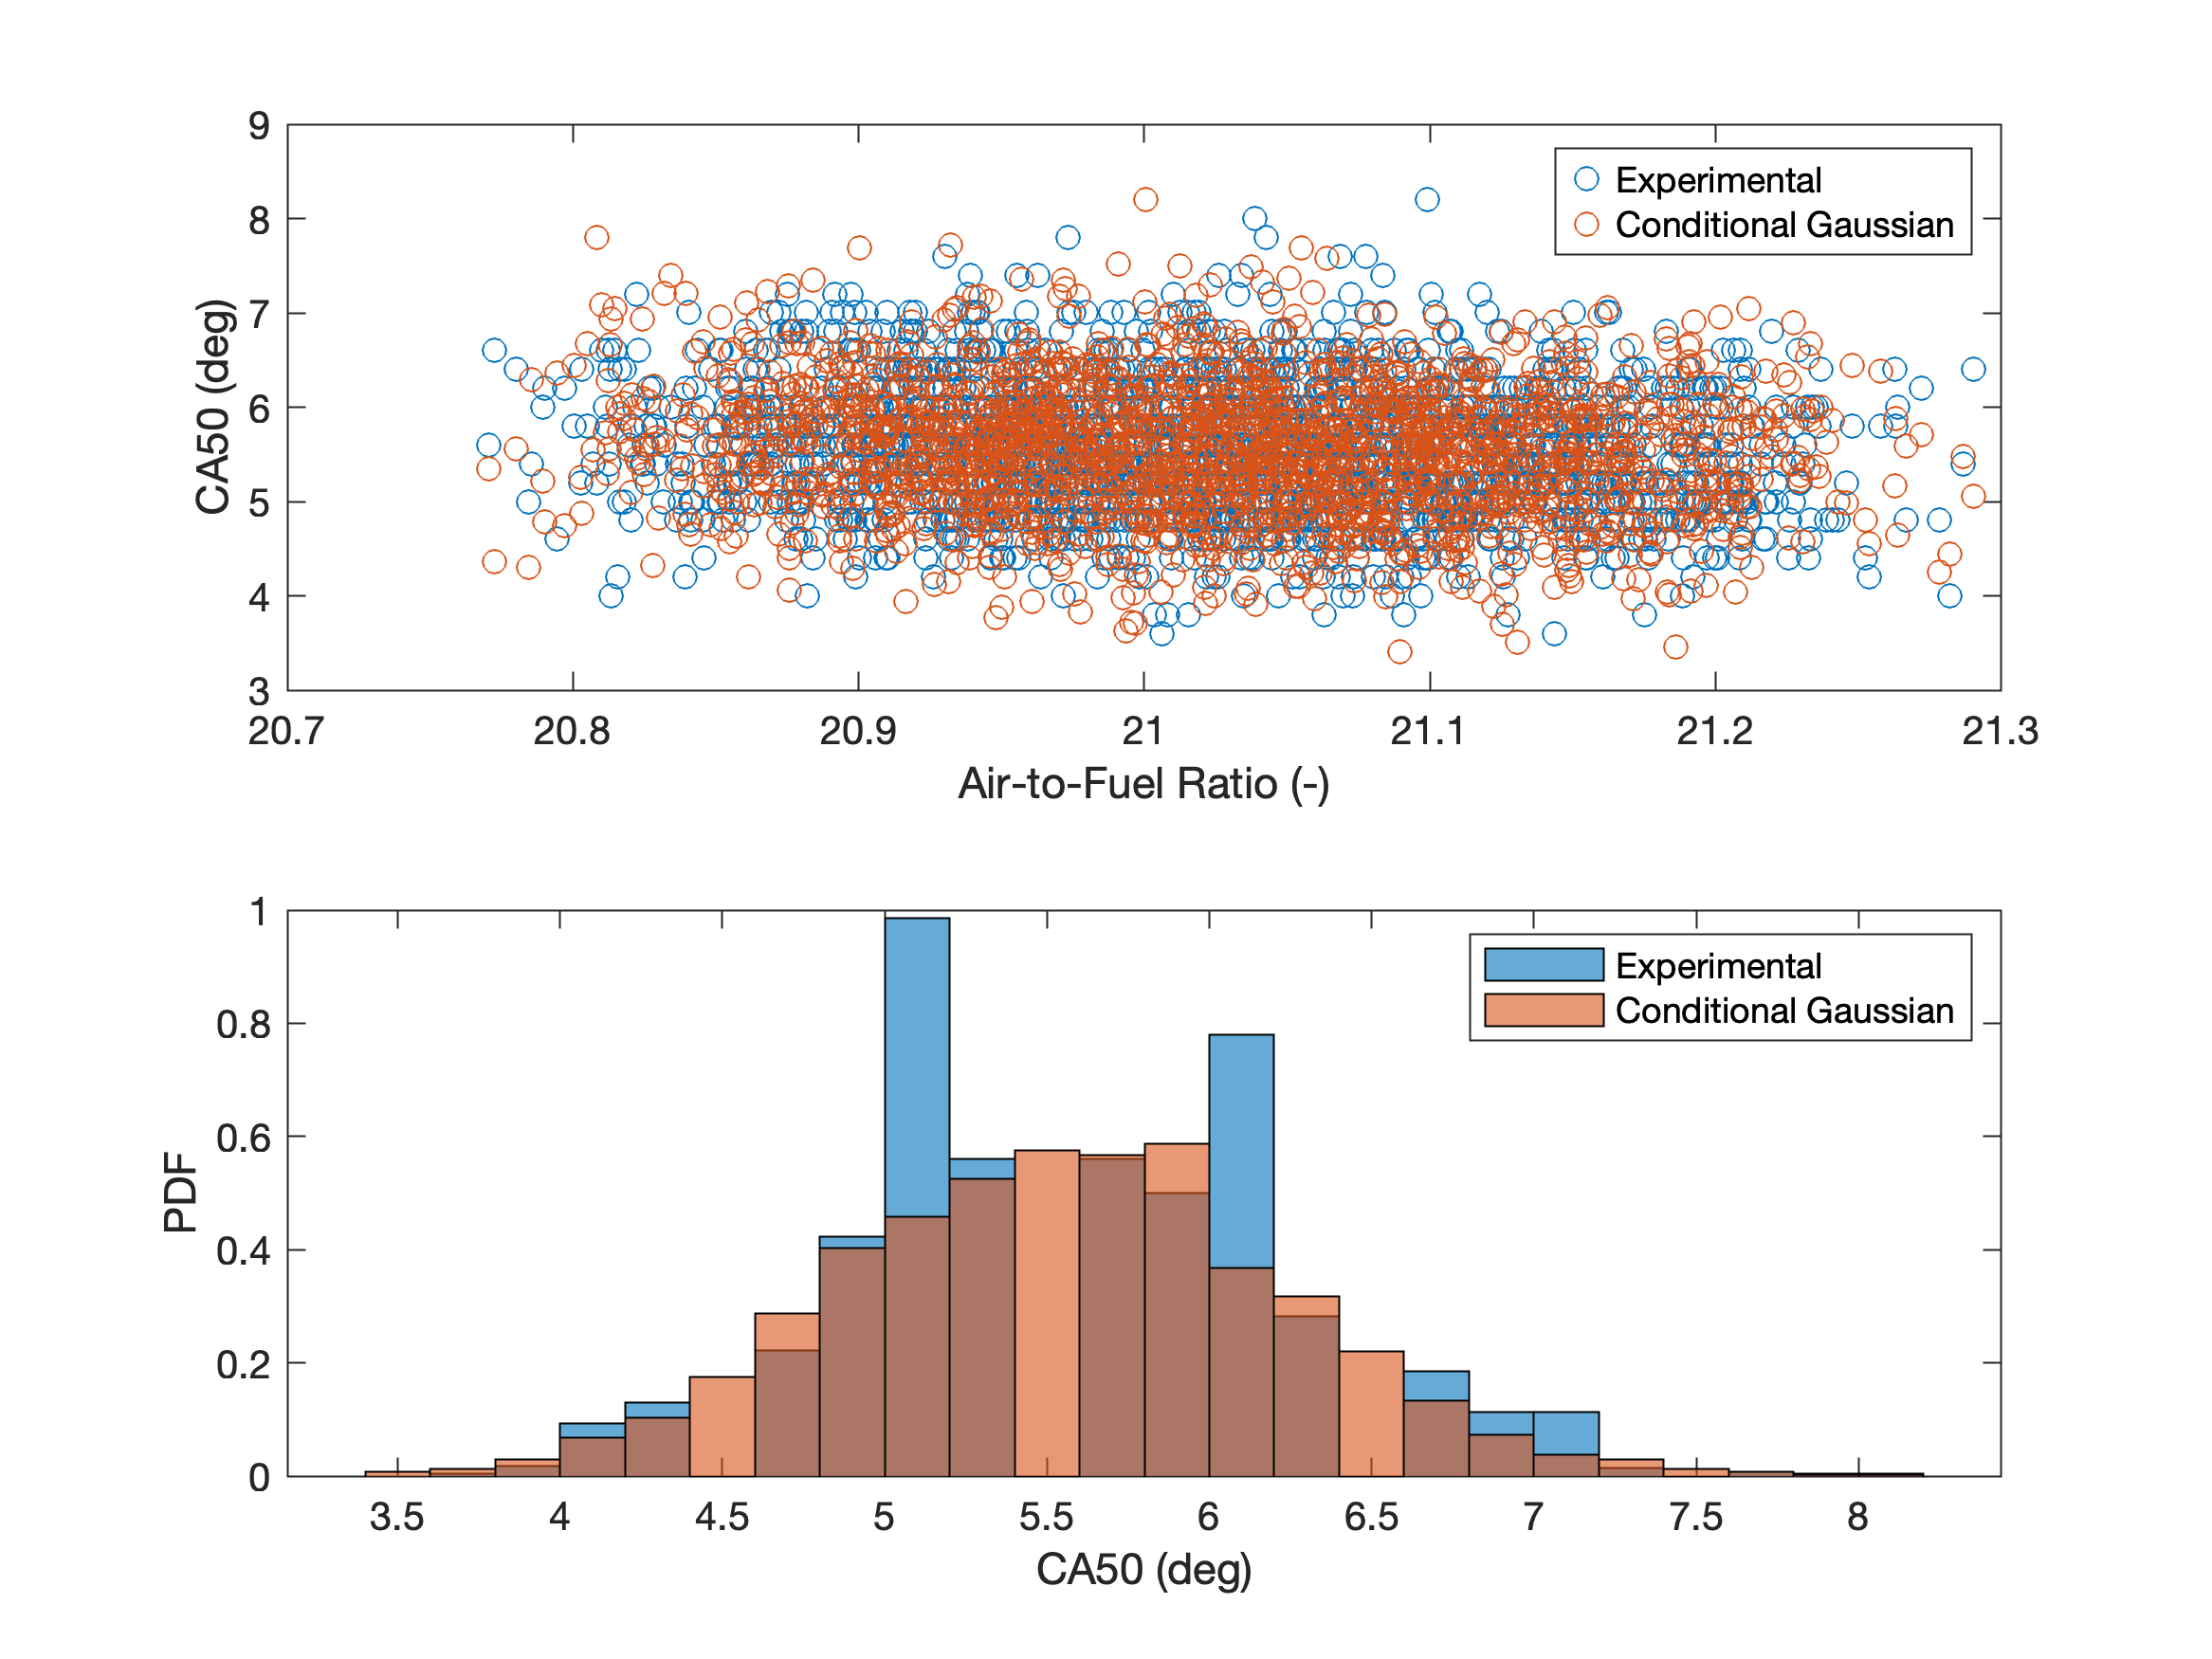 9
8
7
6
5
4
3
CA50 (deg)
Experimental
Conditional Gaussian
20.7 20.8 20.9 21 21.1 21.2 21.3
Air-to-Fuel Ratio (-)
1
0.8
0.6
0.4
0.2
0
PDF
Experimental
Conditional Gaussian
3.5 4 4.5 5 5.5 6 6.5 7 7.5 8
CA50 (deg)